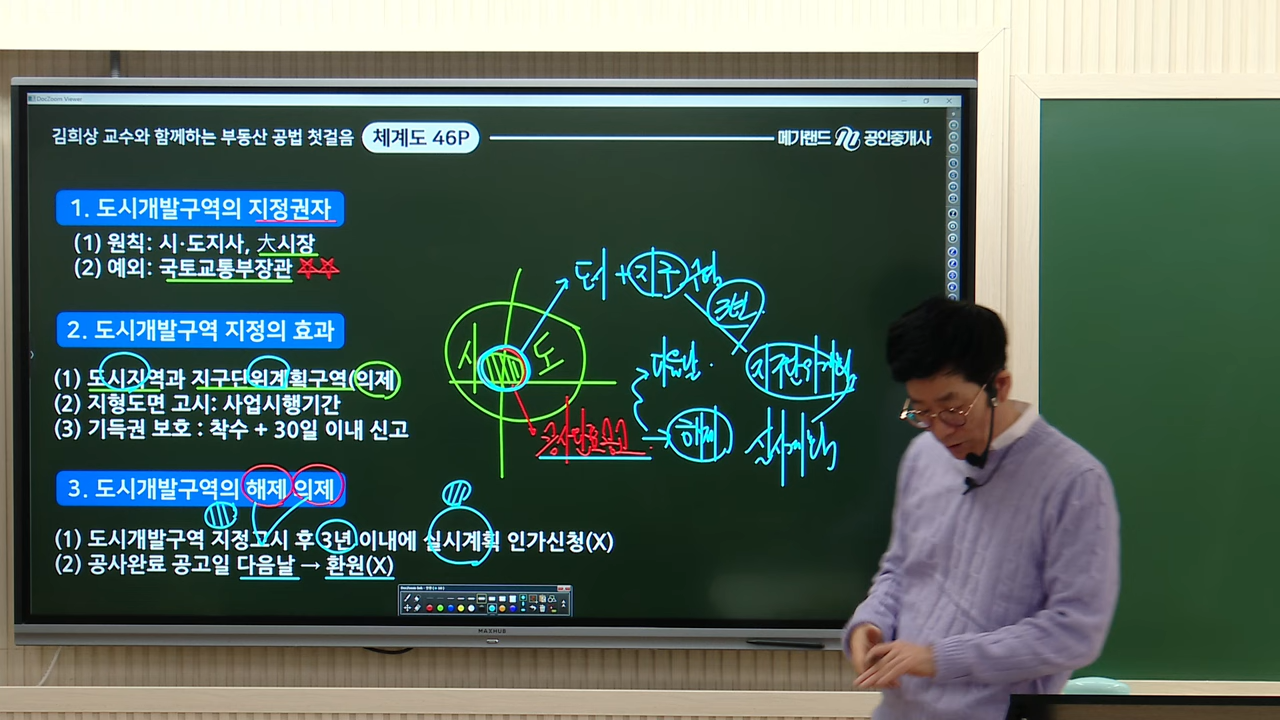 DocZoom Viewer
김희상 교수와 함께하는 부동산 공법 첫걸음 체계도 46P 메가랜드 공인중개사
1. 도시개발구역의 지정권자
(1) 원칙: 시·도지사, 大시장
(2) 예외: 국토교통부장관
2. 도시개발구역 지정의 효과
(1) 도시지역과 지구단위계획구역(의제
(2) 지형도면 고시: 사업시행기간
(3) 기득권 보호 : 착수 + 30일 이내 신고
3. 도시개발구역의 해제 의제
(1) 도시개발구역 지정고시 후 3년 이내에 실시계획 인가신청(X)
(2) 공사완료 공고일 다음날 → 환원(X)
지구
3년
시 도
다음날
지구단위계획
공사완료공고
해제
MAXHUB